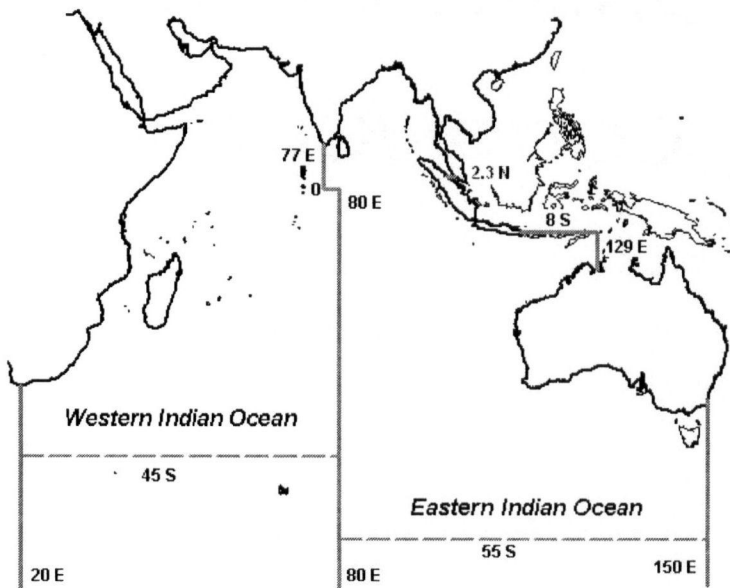 77 E
2.3 N
0
80 E
8 S
129 E
Western Indian Ocean
45 S
Eastern Indian Ocean
55 S
20 E
80 E
150 E